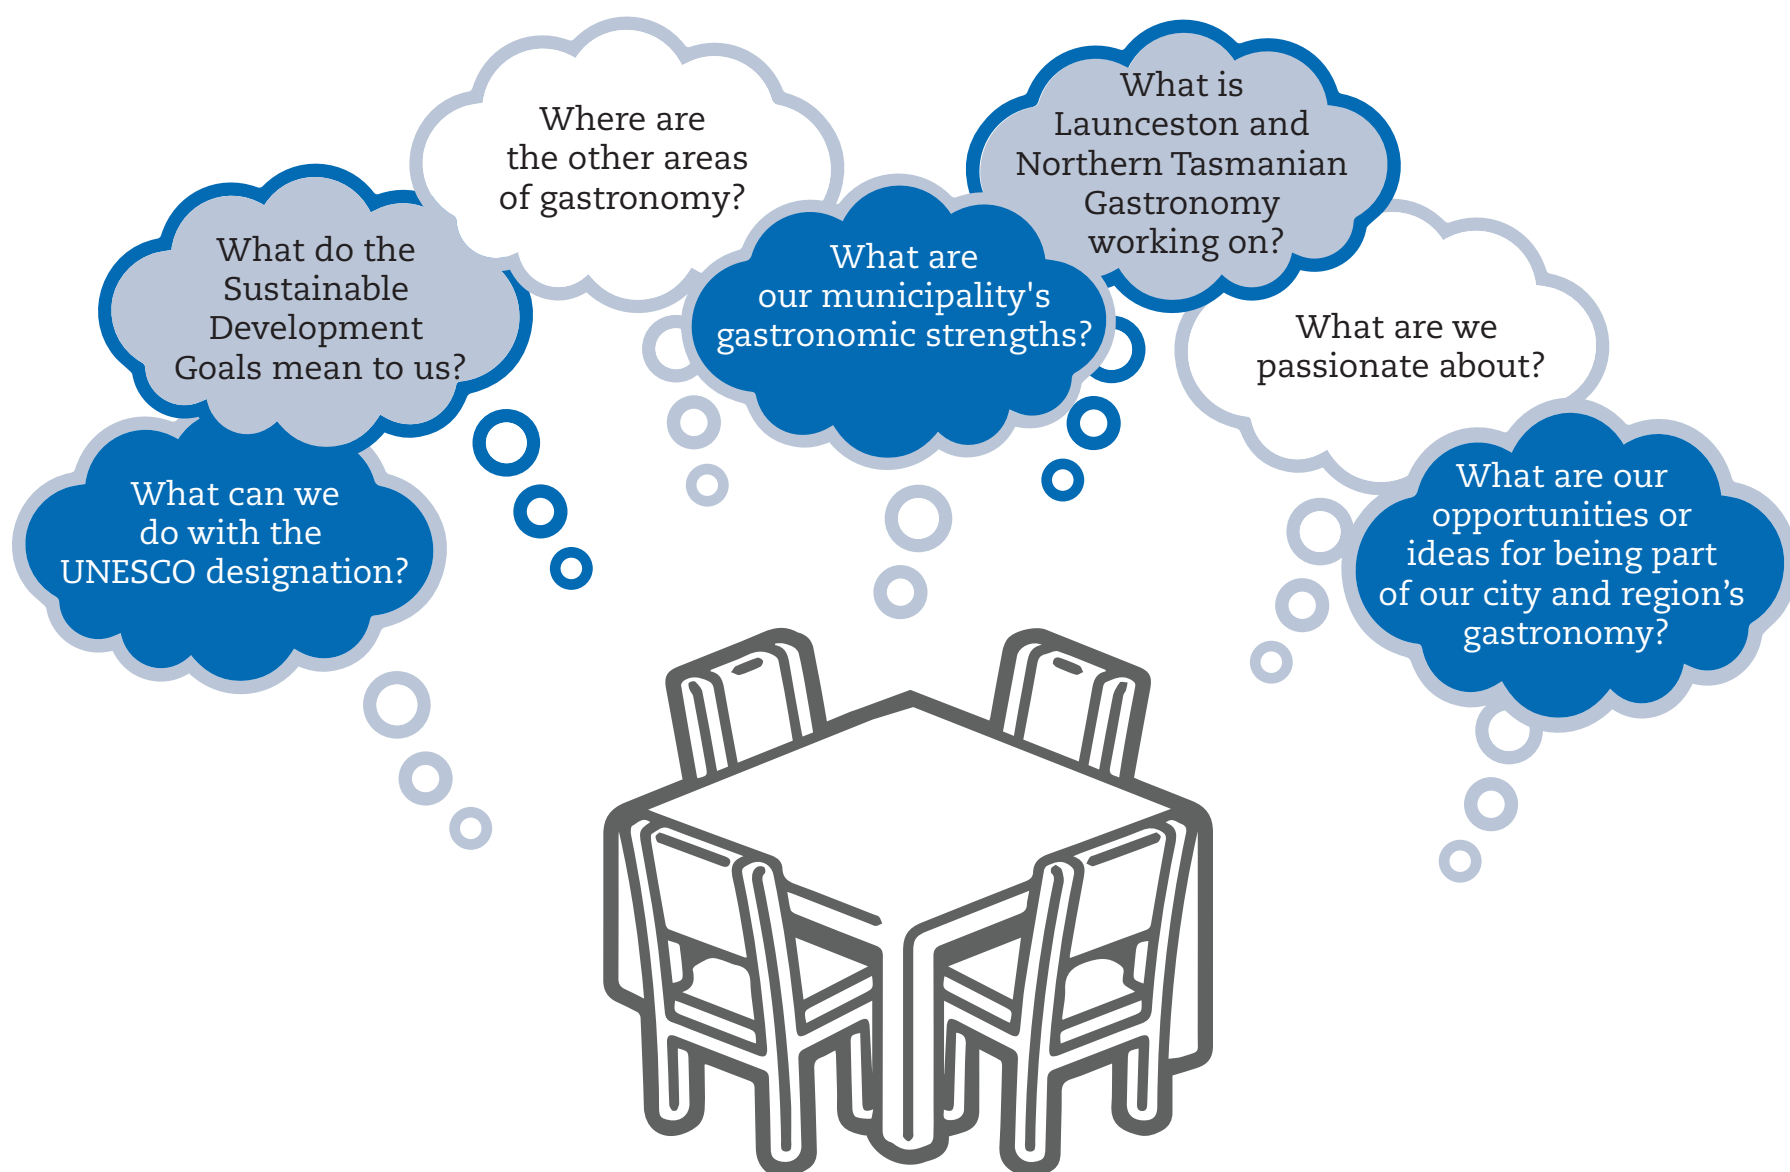 What can we
do with the
UNESCO designation?
What do the
Sustainable
Development
Goals mean to us?
Where are
the other areas
of gastronomy?
What are
our municipality's
gastronomic strengths?
What is
Launceston and
Northern Tasmanian
Gastronomy
working on?
What are we
passionate about?
What are our
opportunities or
ideas for being part
of our city and region’s
gastronomy?